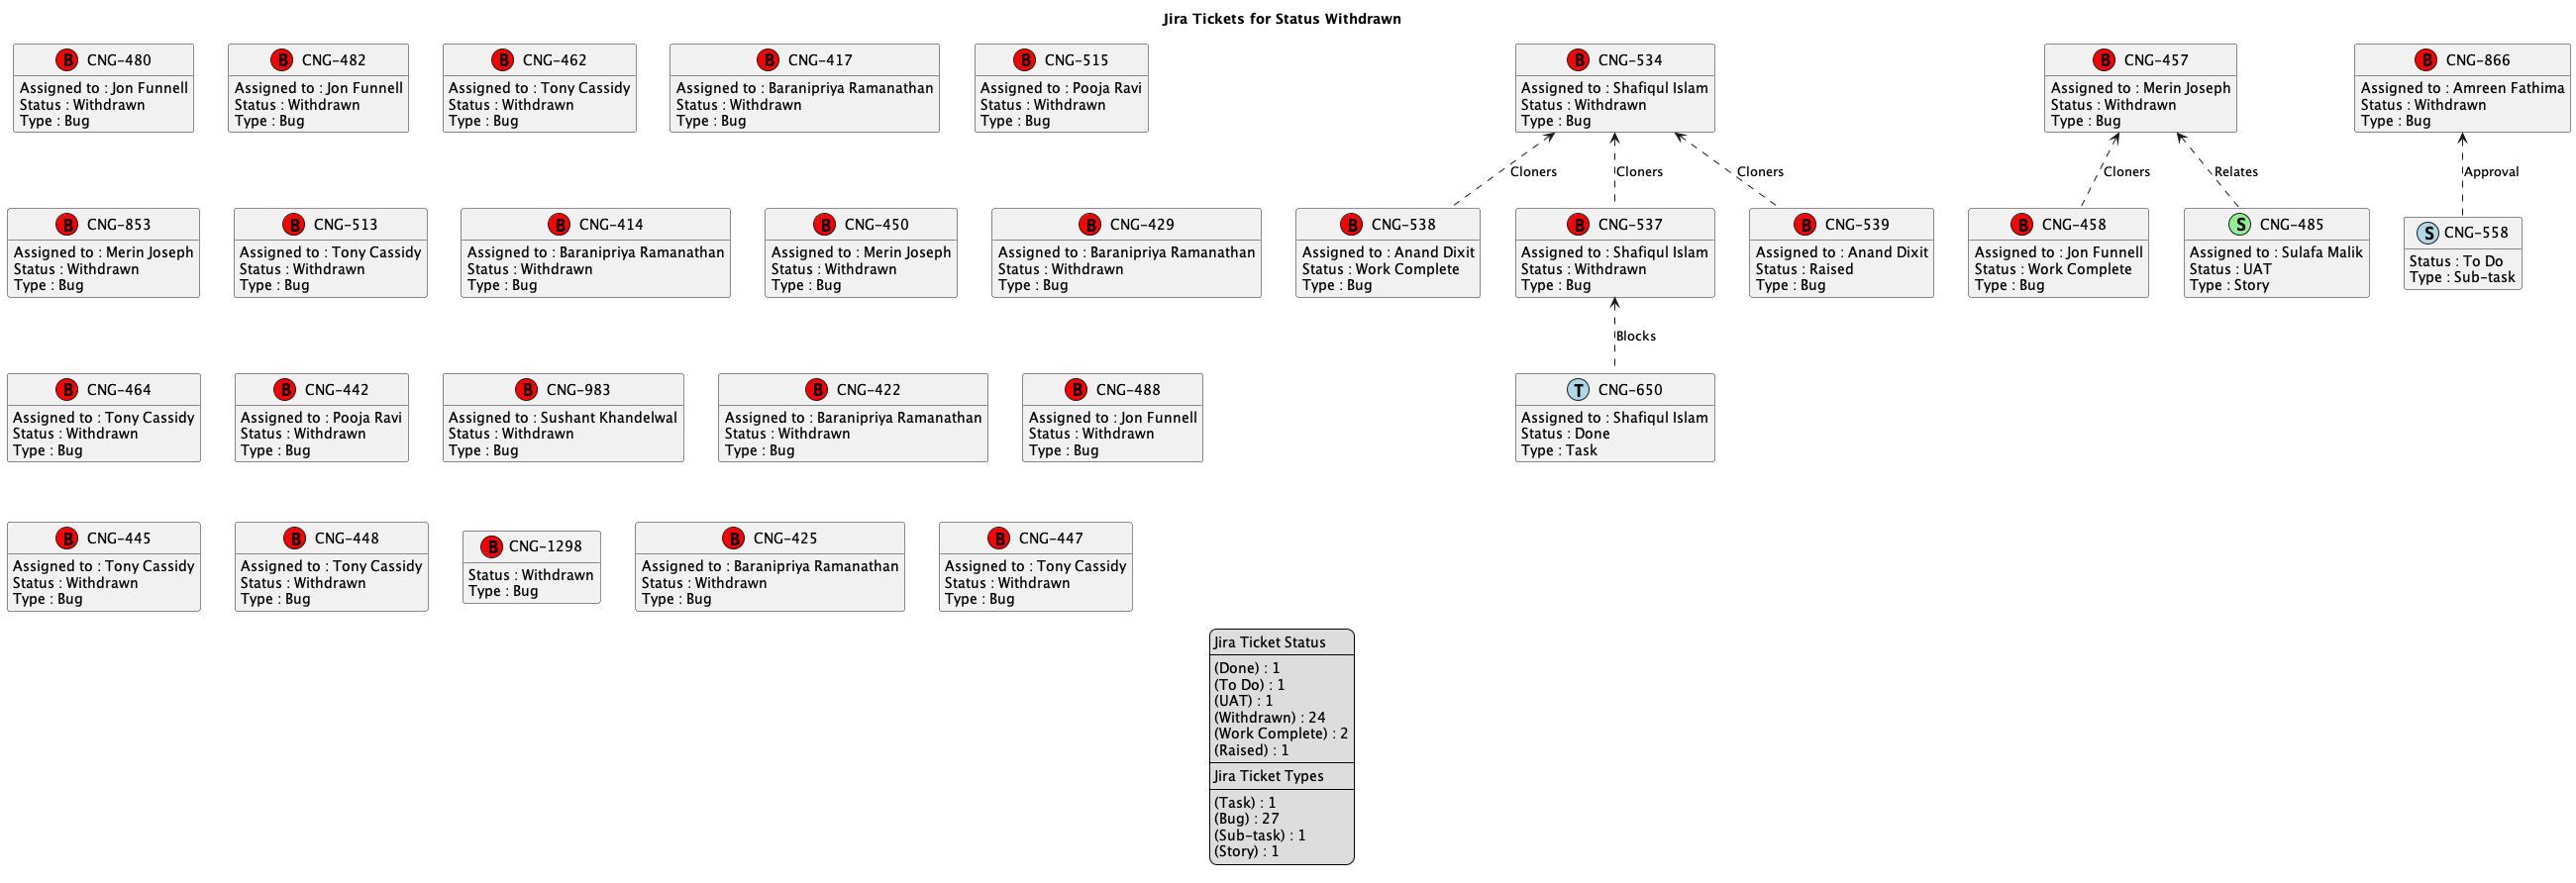 Jira Tickets for Status Withdrawn
B CNG-480
Assigned to : Jon Funnell
Status : Withdrawn
Type : Bug
B CNG-482
Assigned to : Jon Funnell
Status : Withdrawn
Type : Bug
B CNG-462
Assigned to : Tony Cassidy
Status : Withdrawn
Type : Bug
B CNG-417
Assigned to : Baranipriya Ramanathan
Status : Withdrawn
Type : Bug
B CNG-515
Assigned to : Pooja Ravi
Status : Withdrawn
Type : Bug
B CNG-534
Assigned to : Shafiqul Islam
Status : Withdrawn
Type : Bug
B CNG-457
Assigned to : Merin Joseph
Status : Withdrawn
Type : Bug
B CNG-866
Assigned to : Amreen Fathima
Status : Withdrawn
Type : Bug
Cloners
Cloners
Cloners
Cloners
Relates
Approval
B CNG-853
Assigned to : Merin Joseph
Status : Withdrawn
Type : Bug
B CNG-513
Assigned to : Tony Cassidy
Status : Withdrawn
Type : Bug
B CNG-414
Assigned to : Baranipriya Ramanathan
Status : Withdrawn
Type : Bug
B CNG-450
Assigned to : Merin Joseph
Status : Withdrawn
Type : Bug
B CNG-429
Assigned to : Baranipriya Ramanathan
Status : Withdrawn
Type : Bug
B CNG-538
Assigned to : Anand Dixit
Status : Work Complete
Type : Bug
B CNG-537
Assigned to : Shafiqul Islam
Status : Withdrawn
Type : Bug
B CNG-539
Assigned to : Anand Dixit
Status : Raised
Type : Bug
B CNG-458
Assigned to : Jon Funnell
Status : Work Complete
Type : Bug
S CNG-485
Assigned to : Sulafa Malik
Status : UAT
Type : Story
S CNG-558
Status : To Do
Type : Sub-task
Blocks
B CNG-464
Assigned to : Tony Cassidy
Status : Withdrawn
Type : Bug
B CNG-442
Assigned to : Pooja Ravi
Status : Withdrawn
Type : Bug
B CNG-983
Assigned to : Sushant Khandelwal
Status : Withdrawn
Type : Bug
B CNG-422
Assigned to : Baranipriya Ramanathan
Status : Withdrawn
Type : Bug
B CNG-488
Assigned to : Jon Funnell
Status : Withdrawn
Type : Bug
T CNG-650
Assigned to : Shafiqul Islam
Status : Done
Type : Task
B CNG-445
Assigned to : Tony Cassidy
Status : Withdrawn
Type : Bug
B CNG-448
Assigned to : Tony Cassidy
Status : Withdrawn
Type : Bug
B CNG-1298
Status : Withdrawn
Type : Bug
B CNG-425
Assigned to : Baranipriya Ramanathan
Status : Withdrawn
Type : Bug
B CNG-447
Assigned to : Tony Cassidy
Status : Withdrawn
Type : Bug
Jira Ticket Status
(Done) : 1
(To Do) : 1
(UAT) : 1
(Withdrawn) : 24
(Work Complete) : 2
(Raised) : 1
Jira Ticket Types
(Task) : 1
(Bug) : 27
(Sub-task) : 1
(Story) : 1